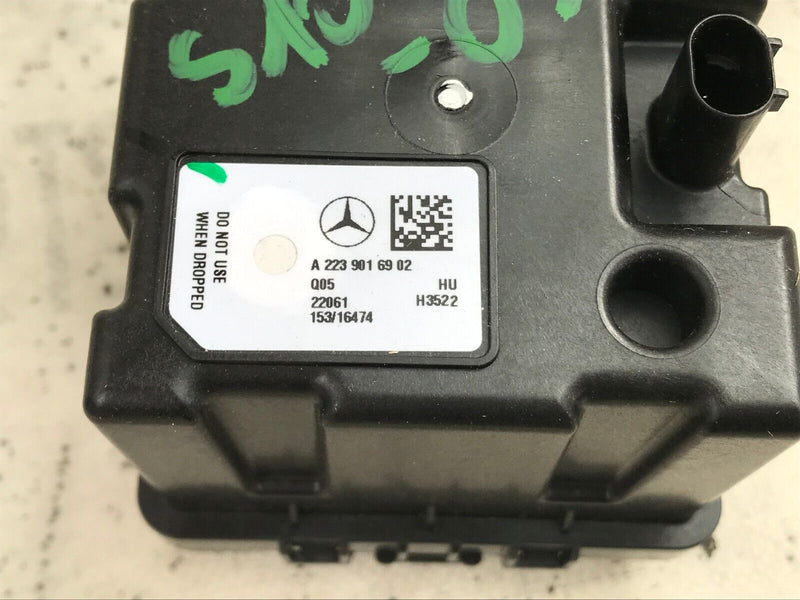 DO NOT USE
WHEN DROPPED
A 223 901 69 02
Q05 HU
22061 H3522
153/16474